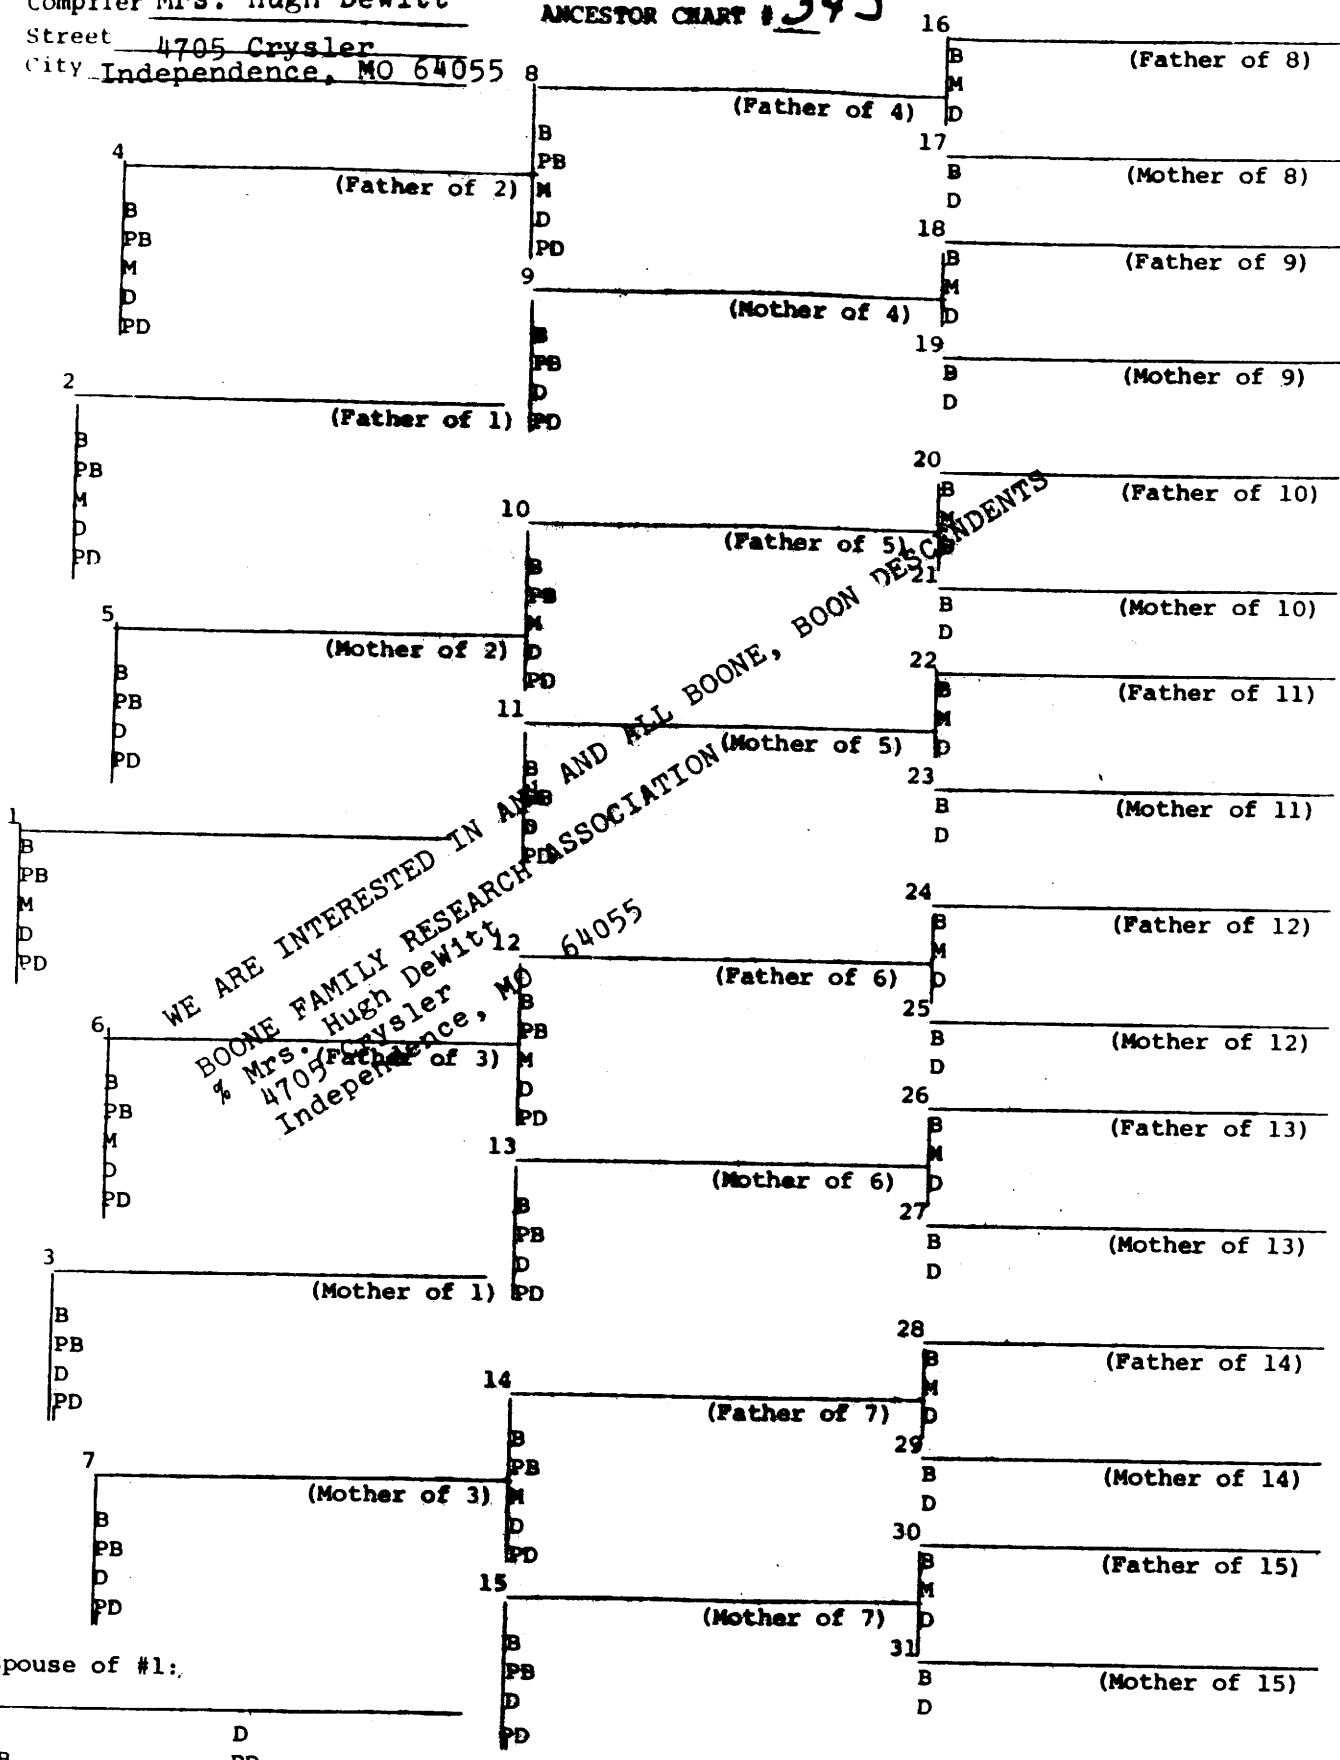 Compiler Mrs. Hugh DeWitt
Street 4705 Crysler
City Independence, MO 64055
ANCESTOR CHART #
16
(Father of 8)
B
M
D
8
(Father of 4)
B
PB
M
D
PD
17
(Mother of 8)
B
D
4
(Father of 2)
B
PB
M
D
PD
18
(Father of 9)
B
M
D
9
(Mother of 4)
B
PB
D
PD
19
(Mother of 9)
B
D
2
(Father of 1)
B
PB
M
D
PD
20
(Father of 10)
B
M
D
10
(Father of 5)
B
PB
M
D
PD
21
(Mother of 10)
B
D
5
(Mother of 2)
B
PB
D
PD
22
(Father of 11)
B
M
D
11
(Mother of 5)
B
PB
D
PD
23
(Mother of 11)
B
D
1
B
PB
M
D
PD
WE ARE INTERESTED IN ANY AND ALL BOONE, BOON DESCENDENTS
BOONE FAMILY RESEARCH ASSOCIATION
% Mrs. Hugh DeWitt
4705 Crysler
Independence, MO 64055
24
(Father of 12)
B
M
D
12
(Father of 6)
B
PB
M
D
PD
25
(Mother of 12)
B
D
6
(Father of 3)
B
PB
M
D
PD
26
(Father of 13)
B
M
D
13
(Mother of 6)
B
PB
D
PD
27
(Mother of 13)
B
D
3
(Mother of 1)
B
PB
D
PD
28
(Father of 14)
B
M
D
14
(Father of 7)
B
PB
M
D
PD
29
(Mother of 14)
B
D
7
(Mother of 3)
B
PB
D
PD
30
(Father of 15)
B
M
D
15
(Mother of 7)
B
PB
D
PD
31
(Mother of 15)
B
D
pouse of #1:
D
B
PD